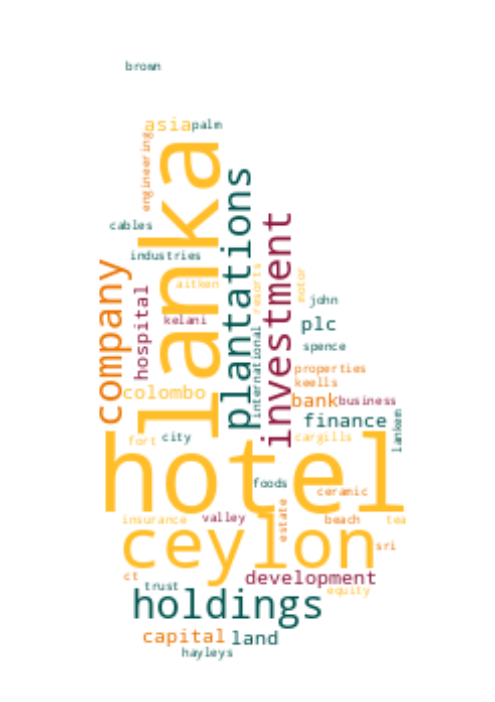 brown
asia
palm
engineering
lanka
plantations
cables
industries
company
hospital
aitken
resorts
motor
investment
john
kelani
plc
international
spence
properties
keells
colombo
bank
business
finance
lankem
fort
city
cargills
hotel
foods
ceramic
estate
insurance
valley
beach
tea
ceylon
sri
ct
trust
development
equity
holdings
capital
land
hayleys